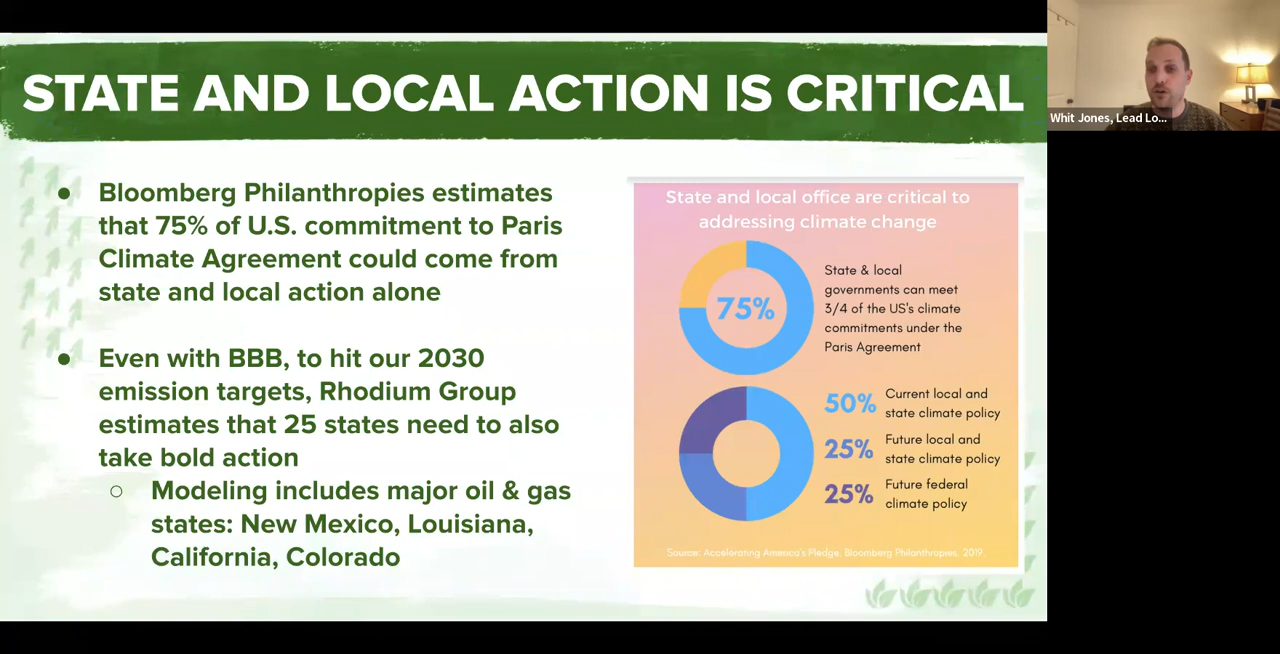 STATE AND LOCAL ACTION IS CRITICAL
Whit Jones, Lead Lo...
● Bloomberg Philanthropies estimates
that 75% of U.S. commitment to Paris
Climate Agreement could come from
state and local action alone
● Even with BBB, to hit our 2030
emission targets, Rhodium Group
estimates that 25 states need to also
take bold action
○ Modeling includes major oil & gas
states: New Mexico, Louisiana,
California, Colorado
State and local office are critical to
addressing climate change
75%
State & local
governments can meet
3/4 of the US's climate
commitments under the
Paris Agreement
50% Current local and
state climate policy
25% Future local and
state climate policy
25% Future federal
climate policy
Source: Accelerating America's Pledge, Bloomberg Philanthropies, 2019.